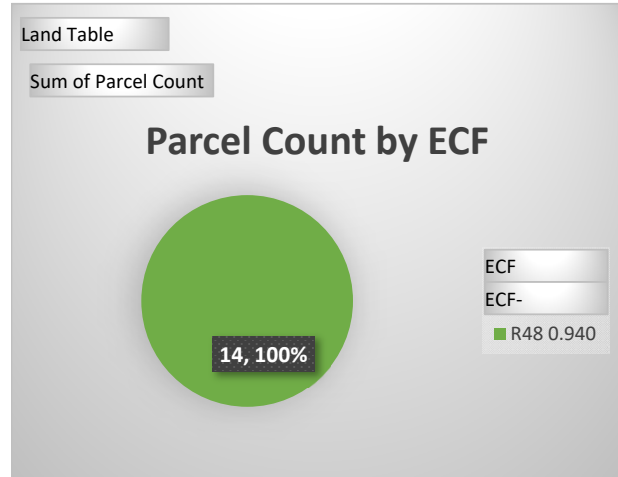 Land Table
Sum of Parcel Count
Parcel Count by ECF
14, 100%
ECF
ECF-
R48 0.940